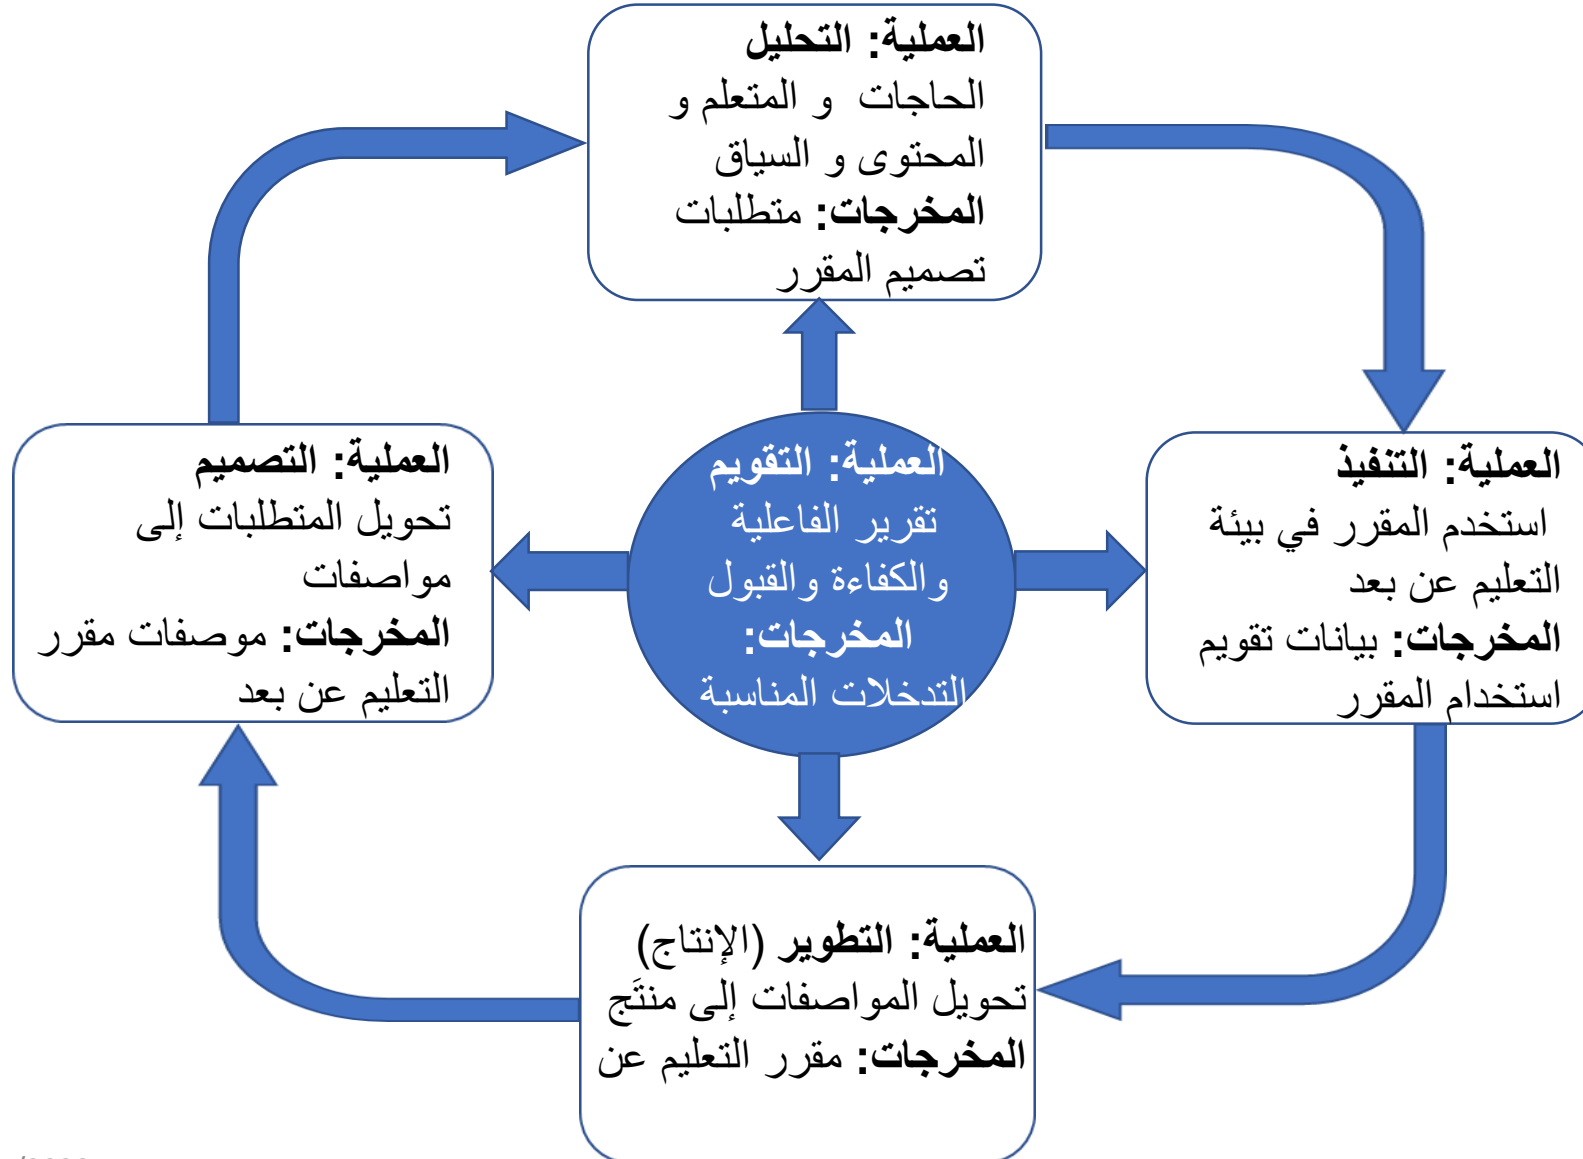 العملية: التحليل
الحاجات و المتعلم و
المحتوى و السياق
المخرجات: متطلبات
تصميم المقرر
العملية: التنفيذ
استخدم المقرر في بيئة
التعليم عن بعد
المخرجات: بيانات تقويم
استخدام المقرر
العملية: التقويم
تقرير الفاعلية
والكفاءة والقبول
المخرجات:
التدخلات المناسبة
العملية: التصميم
تحويل المتطلبات إلى
مواصفات
المخرجات: موصفات مقرر
التعليم عن بعد
العملية: التطوير (الإنتاج)
تحويل المواصفات إلى منتَج
المخرجات: مقرر التعليم عن